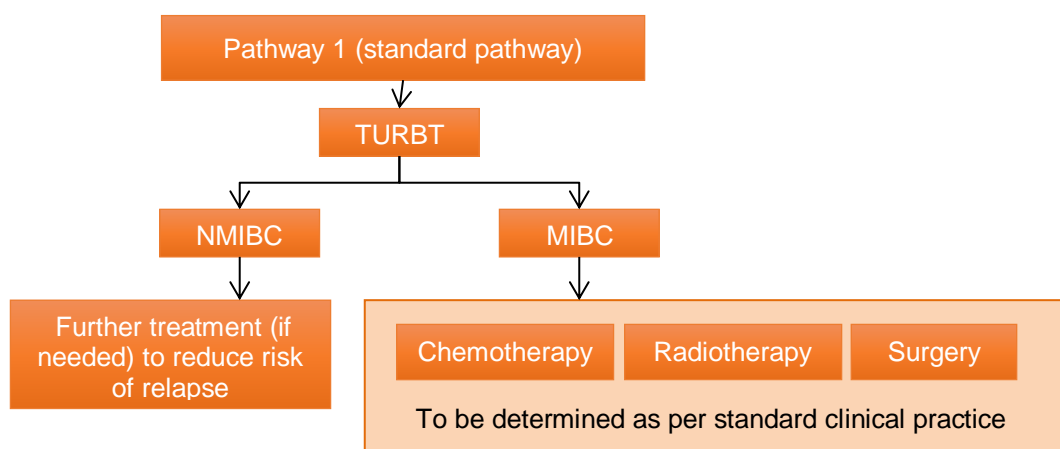 Pathway 1 (standard pathway)
TURBT
NMIBC
MIBC
Further treatment (if
needed) to reduce risk
of relapse
Chemotherapy
Radiotherapy
Surgery
To be determined as per standard clinical practice